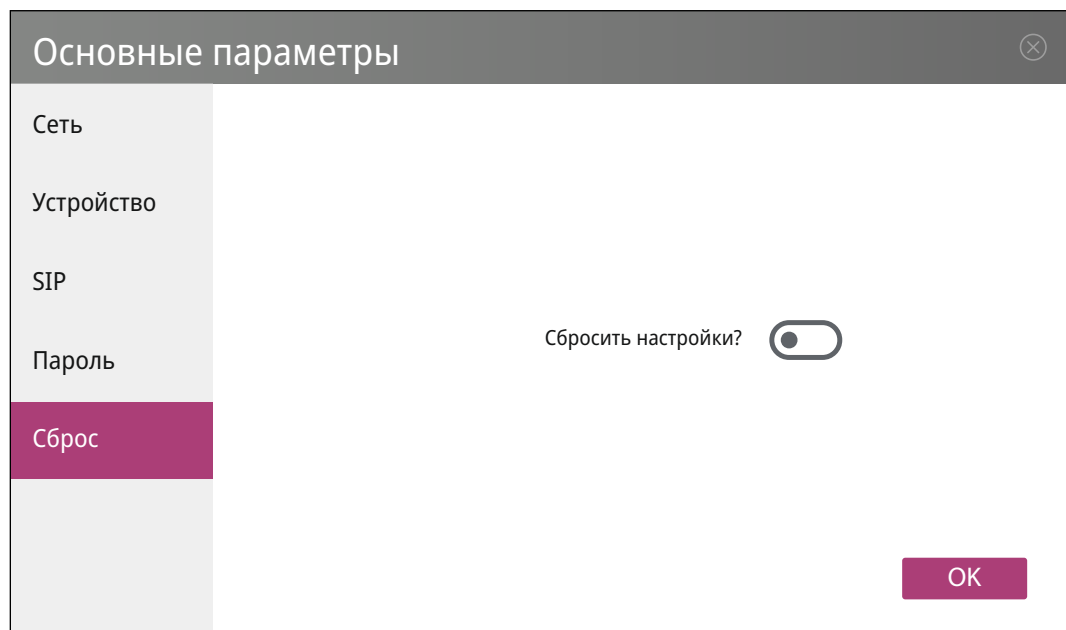 Основные параметры
Сеть
Устройство
SIP
Пароль
Сброс
Сбросить настройки?
OK